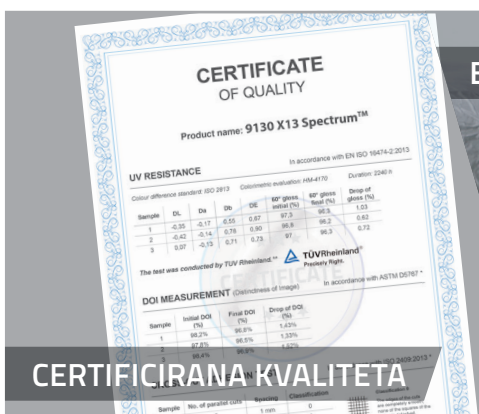 CERTIFICATE
OF QUALITY
Product name: 9130 X13 Spectrum™
UV RESISTANCE
In accordance with EN ISO 16474-2:2013
Colour difference standard: ISO 2813 Colorimetric evaluation: HM-4170 Duration: 2240 h
Sample DL Da Db DE 60° gloss initial (%) 60° gloss final (%) Drop of gloss (%)
1 -0,35 -0,17 0,55 0,67 97,3 96,3 1,03
2 -0,42 -0,14 0,78 0,90 96,8 96,2 0,62
3 0,07 -0,13 0,71 0,73 97 96,3 0,72
The test was conducted by TÜV Rheinland.**
TÜVRheinland®
Precisely Right.
DOI MEASUREMENT (Distinctness of Image)
In accordance with ASTM D5767 *
Sample Initial DOI (%) Final DOI (%) Drop of DOI (%)
1 98,2% 96,8% 1,43%
2 97,8% 96,5% 1,33%
CERTIFICIRANA KVALITETA
ISO 2409:2013 *
Sample No. of parallel cuts Spacing Classification
1 mm 0
E